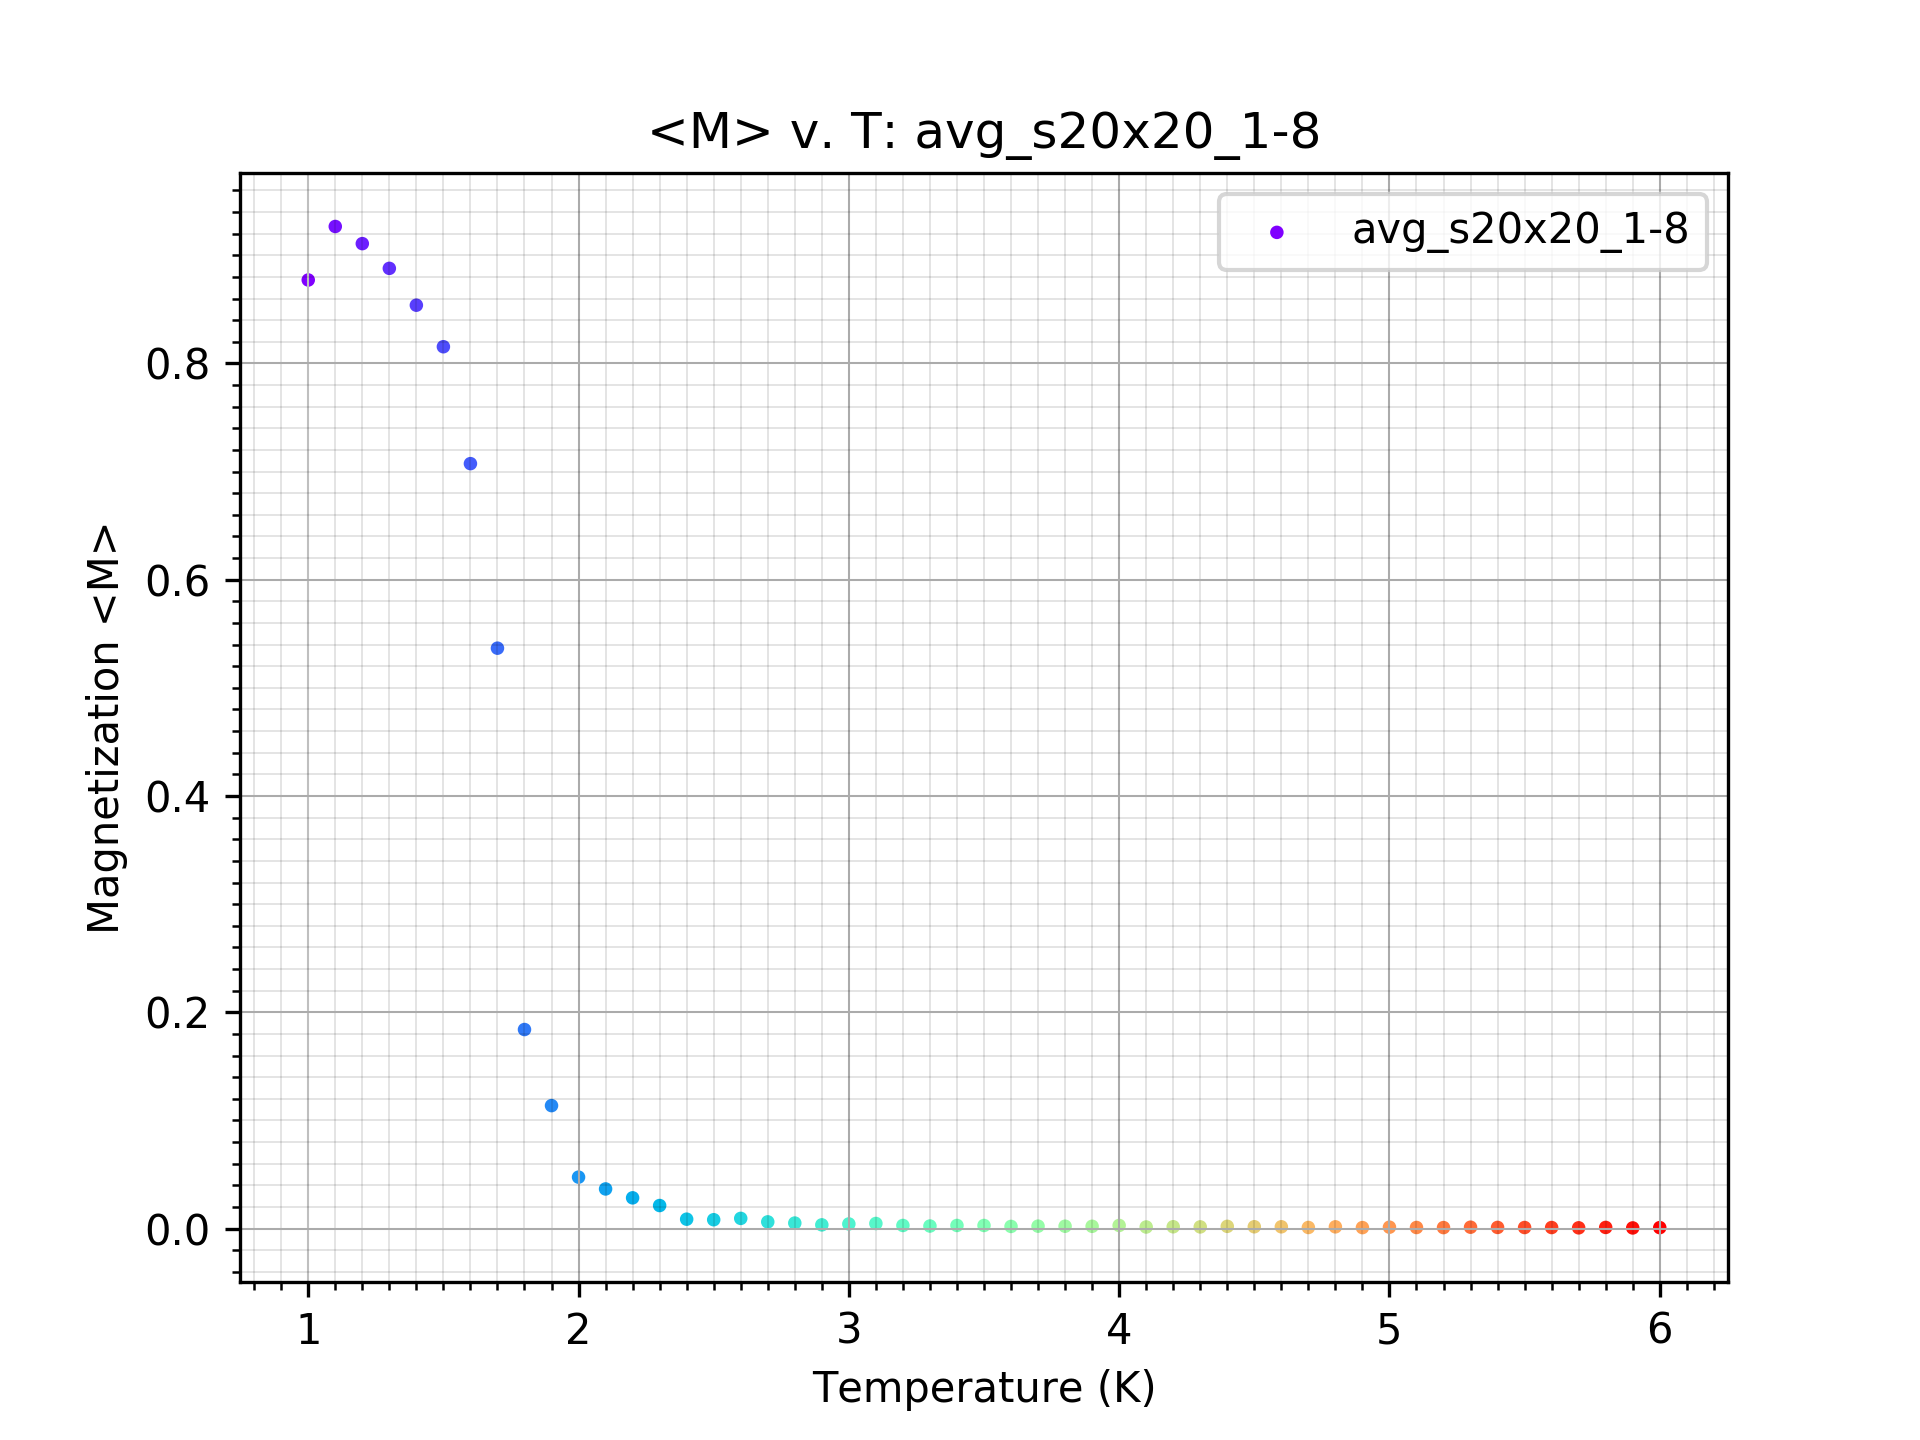 <M> v. T: avg_s20x20_1-8
avg_s20x20_1-8
Magnetization <M>
0.8
0.6
0.4
0.2
0.0
1 2 3 4 5 6
Temperature (K)